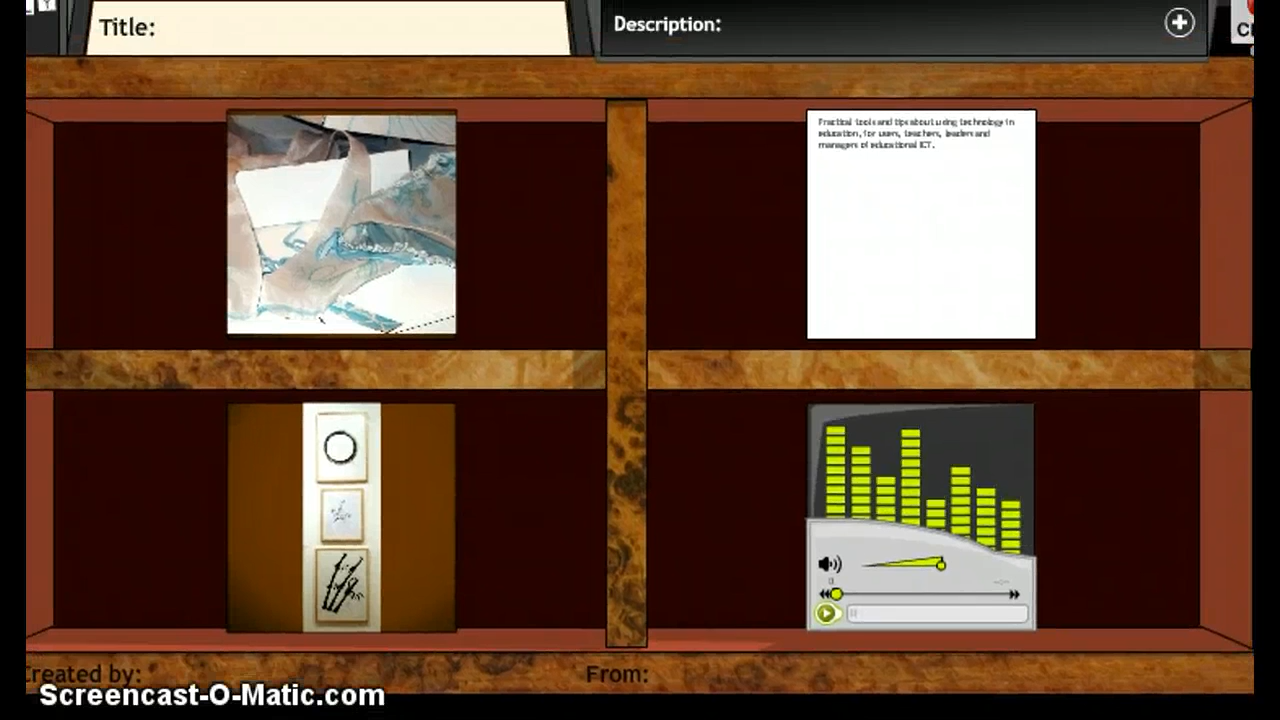 Title:
Description:
Practical tools and tips about using technology in
education, for users, teachers, leaders and
managers of educational ICT.
Created by:
From:
Screencast-O-Matic.com